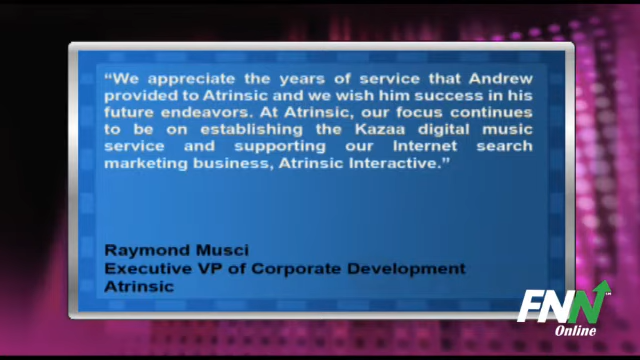 “We appreciate the years of service that Andrew
provided to Atrinsic and we wish him success in his
future endeavors. At Atrinsic, our focus continues
to be on establishing the Kazaa digital music
service and supporting our Internet search
marketing business, Atrinsic Interactive.”
Raymond Musci
Executive VP of Corporate Development
Atrinsic
FNN
Online